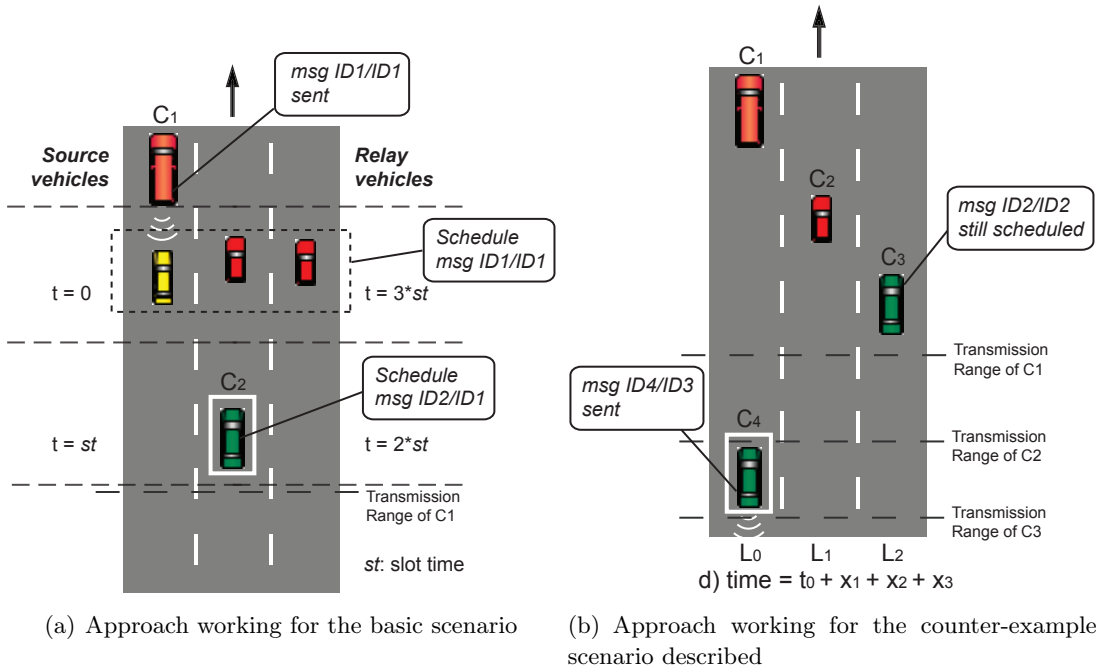 msg ID1/ID1
sent
C1
Source
vehicles
Relay
vehicles
Schedule
msg ID1/ID1
t = 0
t = 3*st
Schedule
msg ID2/ID1
C2
t = st
t = 2*st
Transmission
Range of C1
st: slot time
(a) Approach working for the basic scenario
C1
C2
msg ID2/ID2
still scheduled
C3
Transmission
Range of C1
msg ID4/ID3
sent
C4
Transmission
Range of C2
Transmission
Range of C3
L0 L1 L2
d) time = t0 + x1 + x2 + x3
(b) Approach working for the counter-example
scenario described